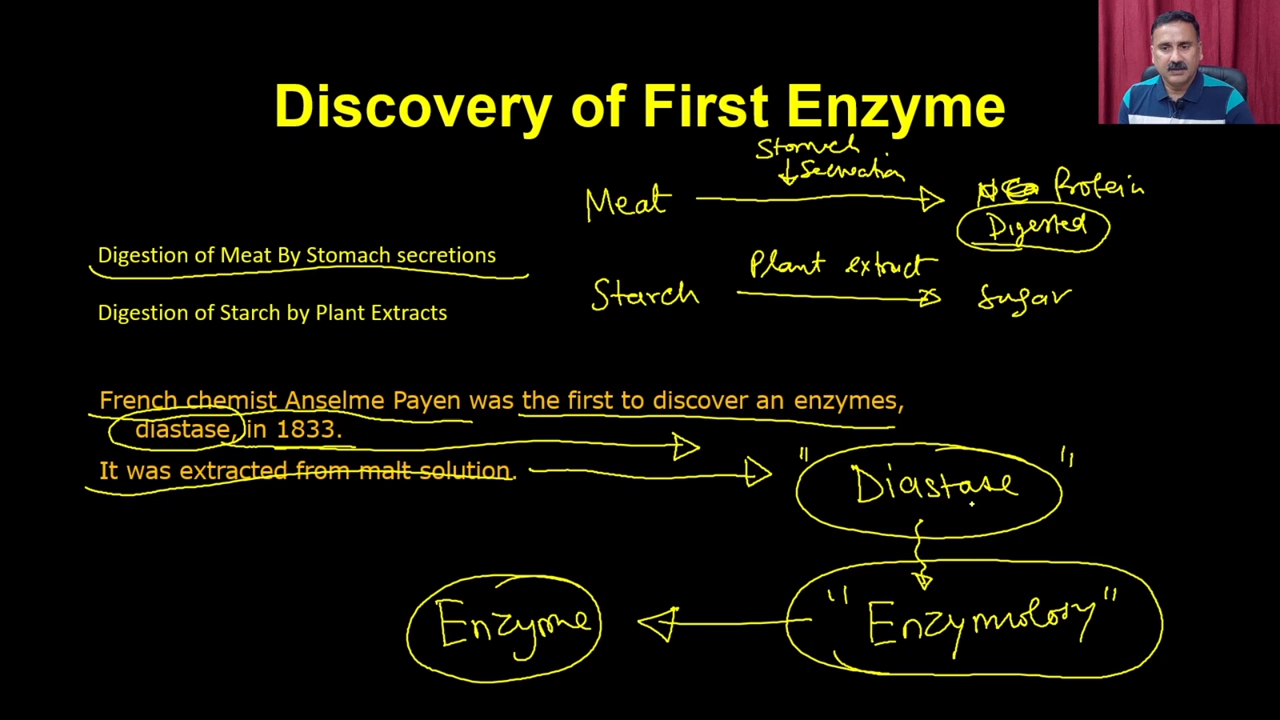 Discovery of First Enzyme
Stomach
Secreation
Meat
Protein
Digested
Digestion of Meat By Stomach secretions
Plant extract
Starch
Sugar
Digestion of Starch by Plant Extracts
French chemist Anselme Payen was the first to discover an enzymes,
diastase, in 1833.
It was extracted from malt solution.
"Diastase"
Enzyme
"Enzymology"